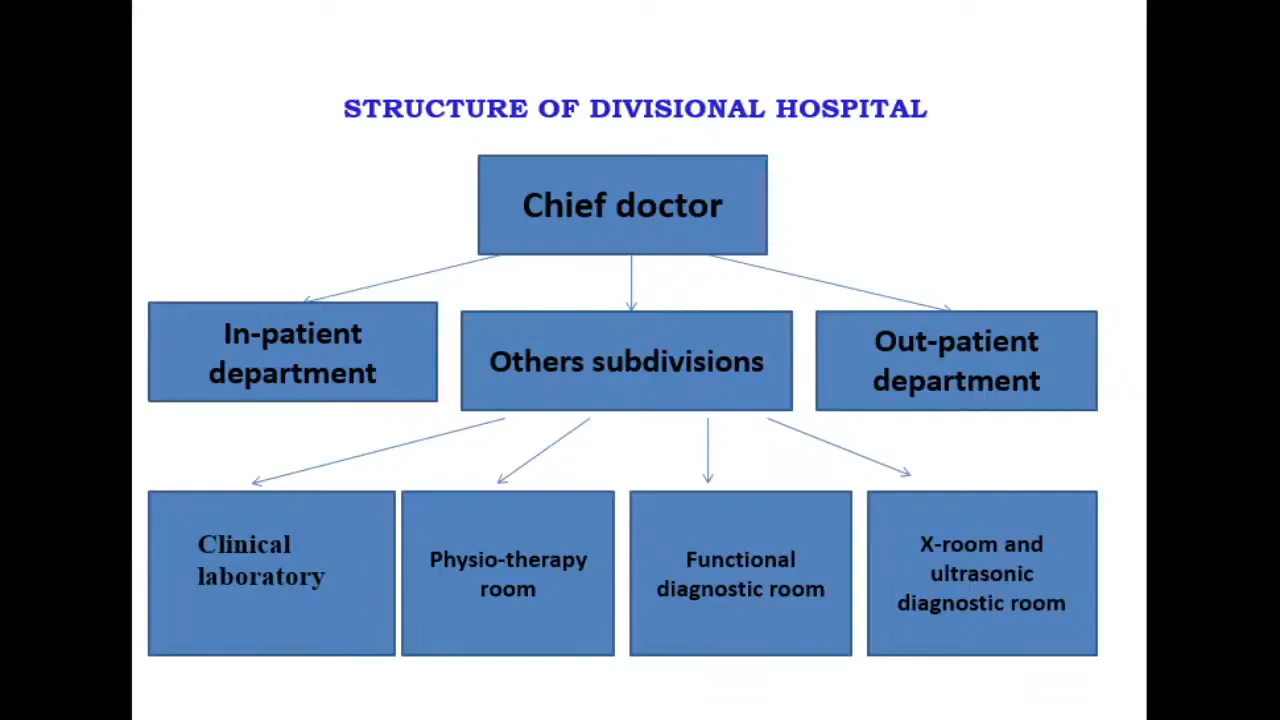 STRUCTURE OF DIVISIONAL HOSPITAL
Chief doctor
In-patient
department
Others subdivisions
Out-patient
department
Clinical
laboratory
Physio-therapy
room
Functional
diagnostic room
X-room and
ultrasonic
diagnostic room